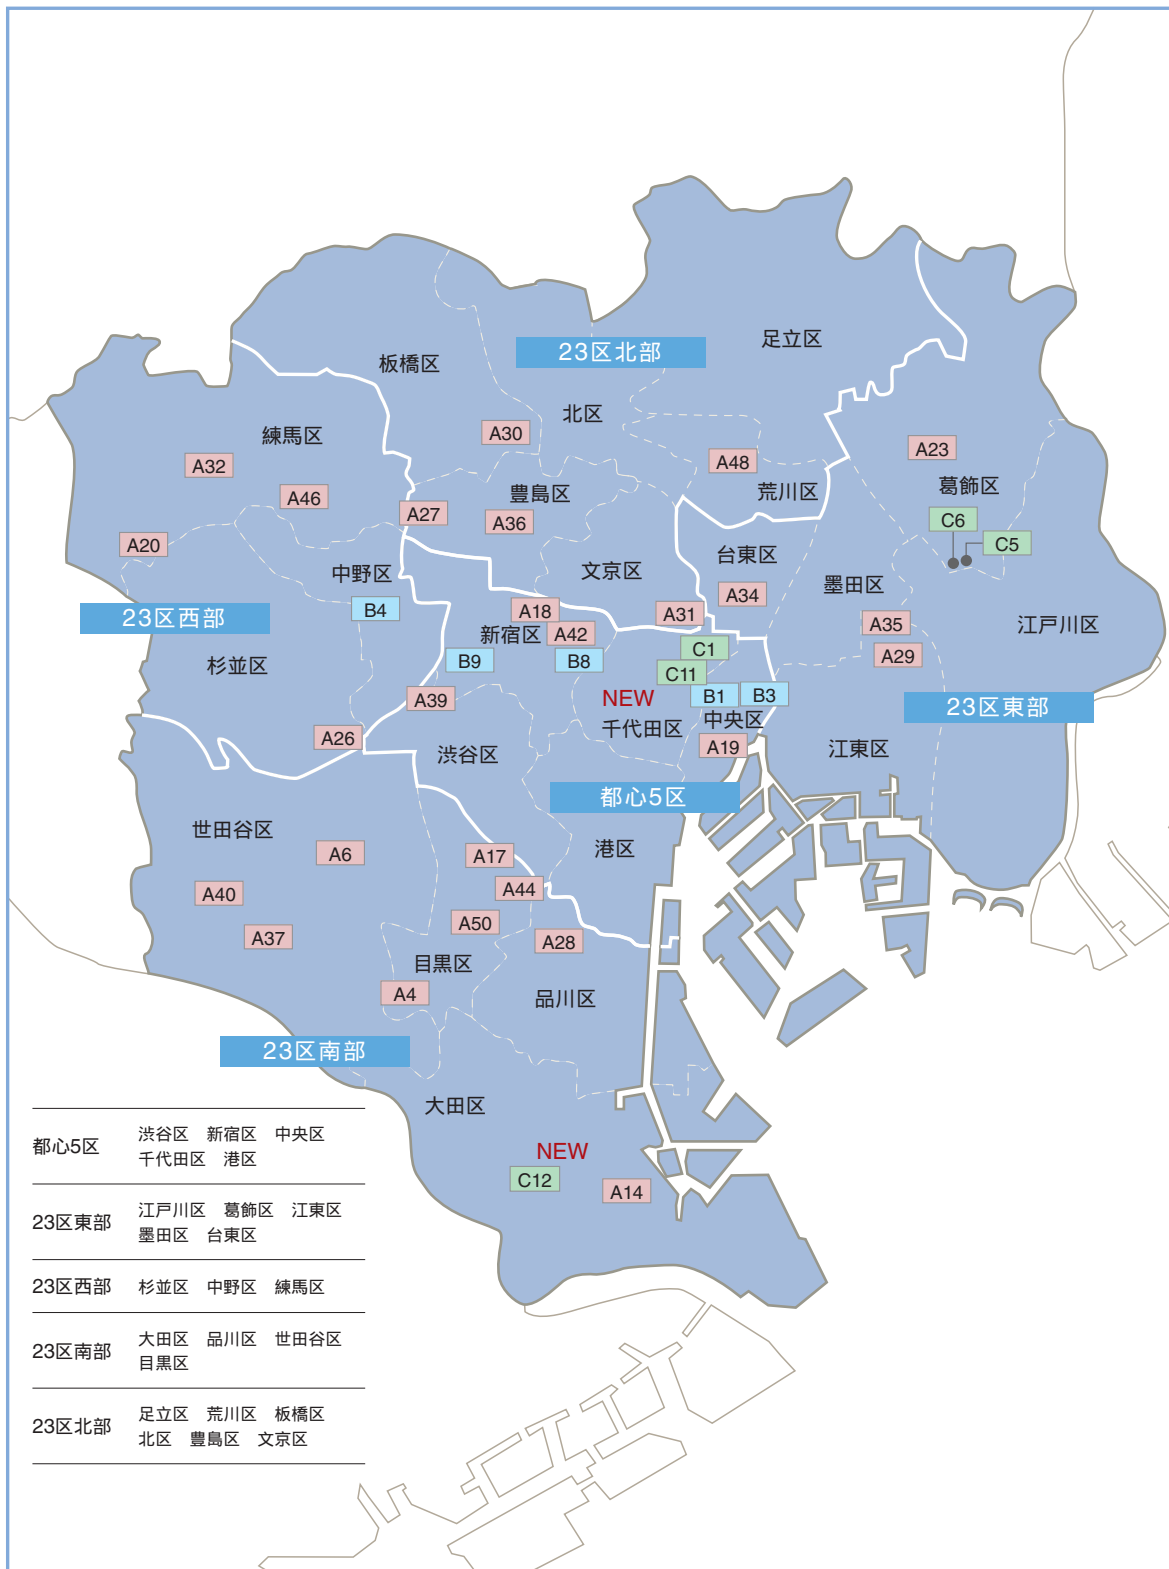 23区北部
足立区
板橋区
北区
A30
練馬区
A32
A48
A23
A46
荒川区
葛飾区
豊島区
A27
A36
C6
A20
C5
台東区
中野区
文京区
墨田区
A34
B4
A18
A31
23区西部
A35
江戸川区
新宿区
A42
C1
A29
杉並区
B9
B8
C11
A39
NEW
B1
B3
23区東部
千代田区
中央区
A26
A19
渋谷区
江東区
都心5区
世田谷区
港区
A6
A17
A40
A44
A50
A37
A28
目黒区
A4
品川区
23区南部
大田区
NEW
C12
A14
都心5区
渋谷区 新宿区 中央区
千代田区 港区
23区東部
江戸川区 葛飾区 江東区
墨田区 台東区
23区西部
杉並区 中野区 練馬区
23区南部
大田区 品川区 世田谷区
目黒区
23区北部
足立区 荒川区 板橋区
北区 豊島区 文京区